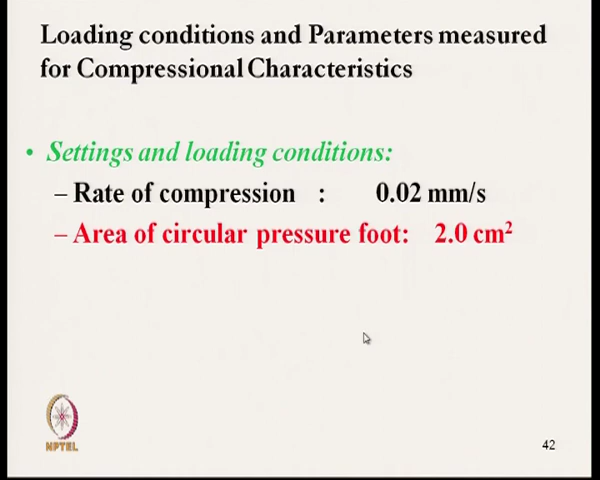 Loading conditions and Parameters measured
for Compressional Characteristics
• Settings and loading conditions:
– Rate of compression : 0.02 mm/s
– Area of circular pressure foot: 2.0 cm²
NPTEL
42